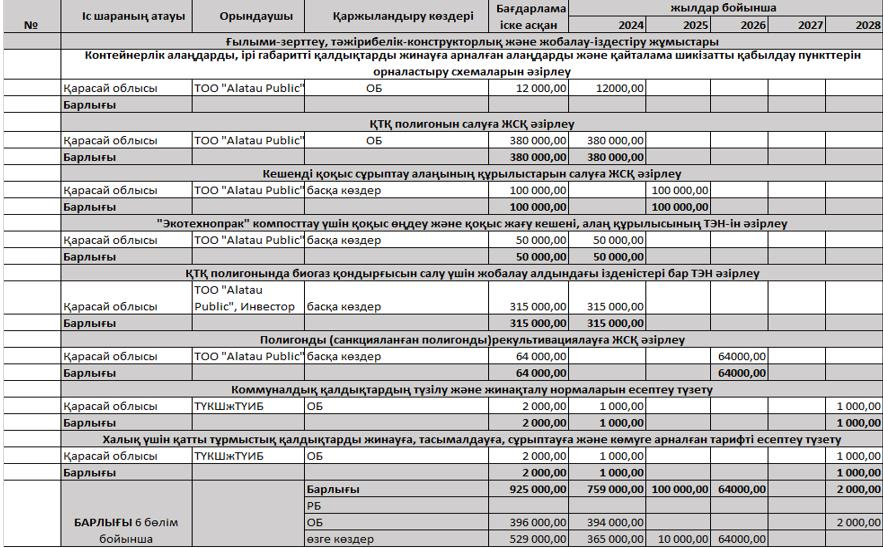 № Іс шараның атауы Орындаушы Қаржыландыру көздері Бағдарлама іске асқан жылдар бойынша
2024 2025 2026 2027 2028
Ғылыми-зерттеу, тәжірибелік-конструкторлық және жобалау-іздестіру жұмыстары
Контейнерлік алаңдарды, ірі габаритті қалдықтарды жинауға арналған алаңдарды және қайталама шикізатты қабылдау пункттерін
орналастыру схемаларын әзірлеу
Қарасай облысы ТОО "Alatau Public" ОБ 12 000,00 12000,00
Барлығы
ҚТҚ полигонын салуға ЖСҚ әзірлеу
Қарасай облысы ТОО "Alatau Public" ОБ 380 000,00 380 000,00
Барлығы 380 000,00 380 000,00
Кешенді қоқыс сұрыптау алаңының құрылыстарын салуға ЖСҚ әзірлеу
Қарасай облысы ТОО "Alatau Public" басқа көздер 100 000,00 100 000,00
Барлығы 100 000,00 100 000,00
"Экотехнопрак" компосттау үшін қоқыс өңдеу және қоқыс жағу кешені, алаң құрылысының ТЭН-ін әзірлеу
Қарасай облысы ТОО "Alatau Public" басқа көздер 50 000,00 50 000,00
Барлығы 50 000,00 50 000,00
ҚТҚ полигонында биогаз қондырғысын салу үшін жобалау алдындағы ізденістері бар ТЭН әзірлеу
ТОО "Alatau
Қарасай облысы Public", Инвестор басқа көздер 315 000,00 315 000,00
Барлығы 315 000,00 315 000,00
Полигонды (санкцияланған полигонды)рекультивациялауға ЖСҚ әзірлеу
Қарасай облысы ТОО "Alatau Public" басқа көздер 64 000,00 64000,00
Барлығы 64 000,00 64000,00
Коммуналдық қалдықтардың түзілу және жинақталу нормаларын есептеу түзету
Қарасай облысы ТҮКШжТҮИБ ОБ 2 000,00 1 000,00 1 000,00
Барлығы 2 000,00 1 000,00 1 000,00
Халық үшін қатты тұрмыстық қалдықтарды жинауға, тасымалдауға, сұрыптауға және көмуге арналған тарифті есептеу түзету
Қарасай облысы ТҮКШжТҮИБ ОБ 2 000,00 1 000,00 1 000,00
Барлығы 2 000,00 1 000,00 1 000,00
Барлығы 925 000,00 759 000,00 100 000,00 64000,00 2 000,00
РБ
БАРЛЫҒЫ 6 бөлім ОБ 396 000,00 394 000,00 2 000,00
бойынша өзге көздер 529 000,00 365 000,00 10 000,00 64000,00